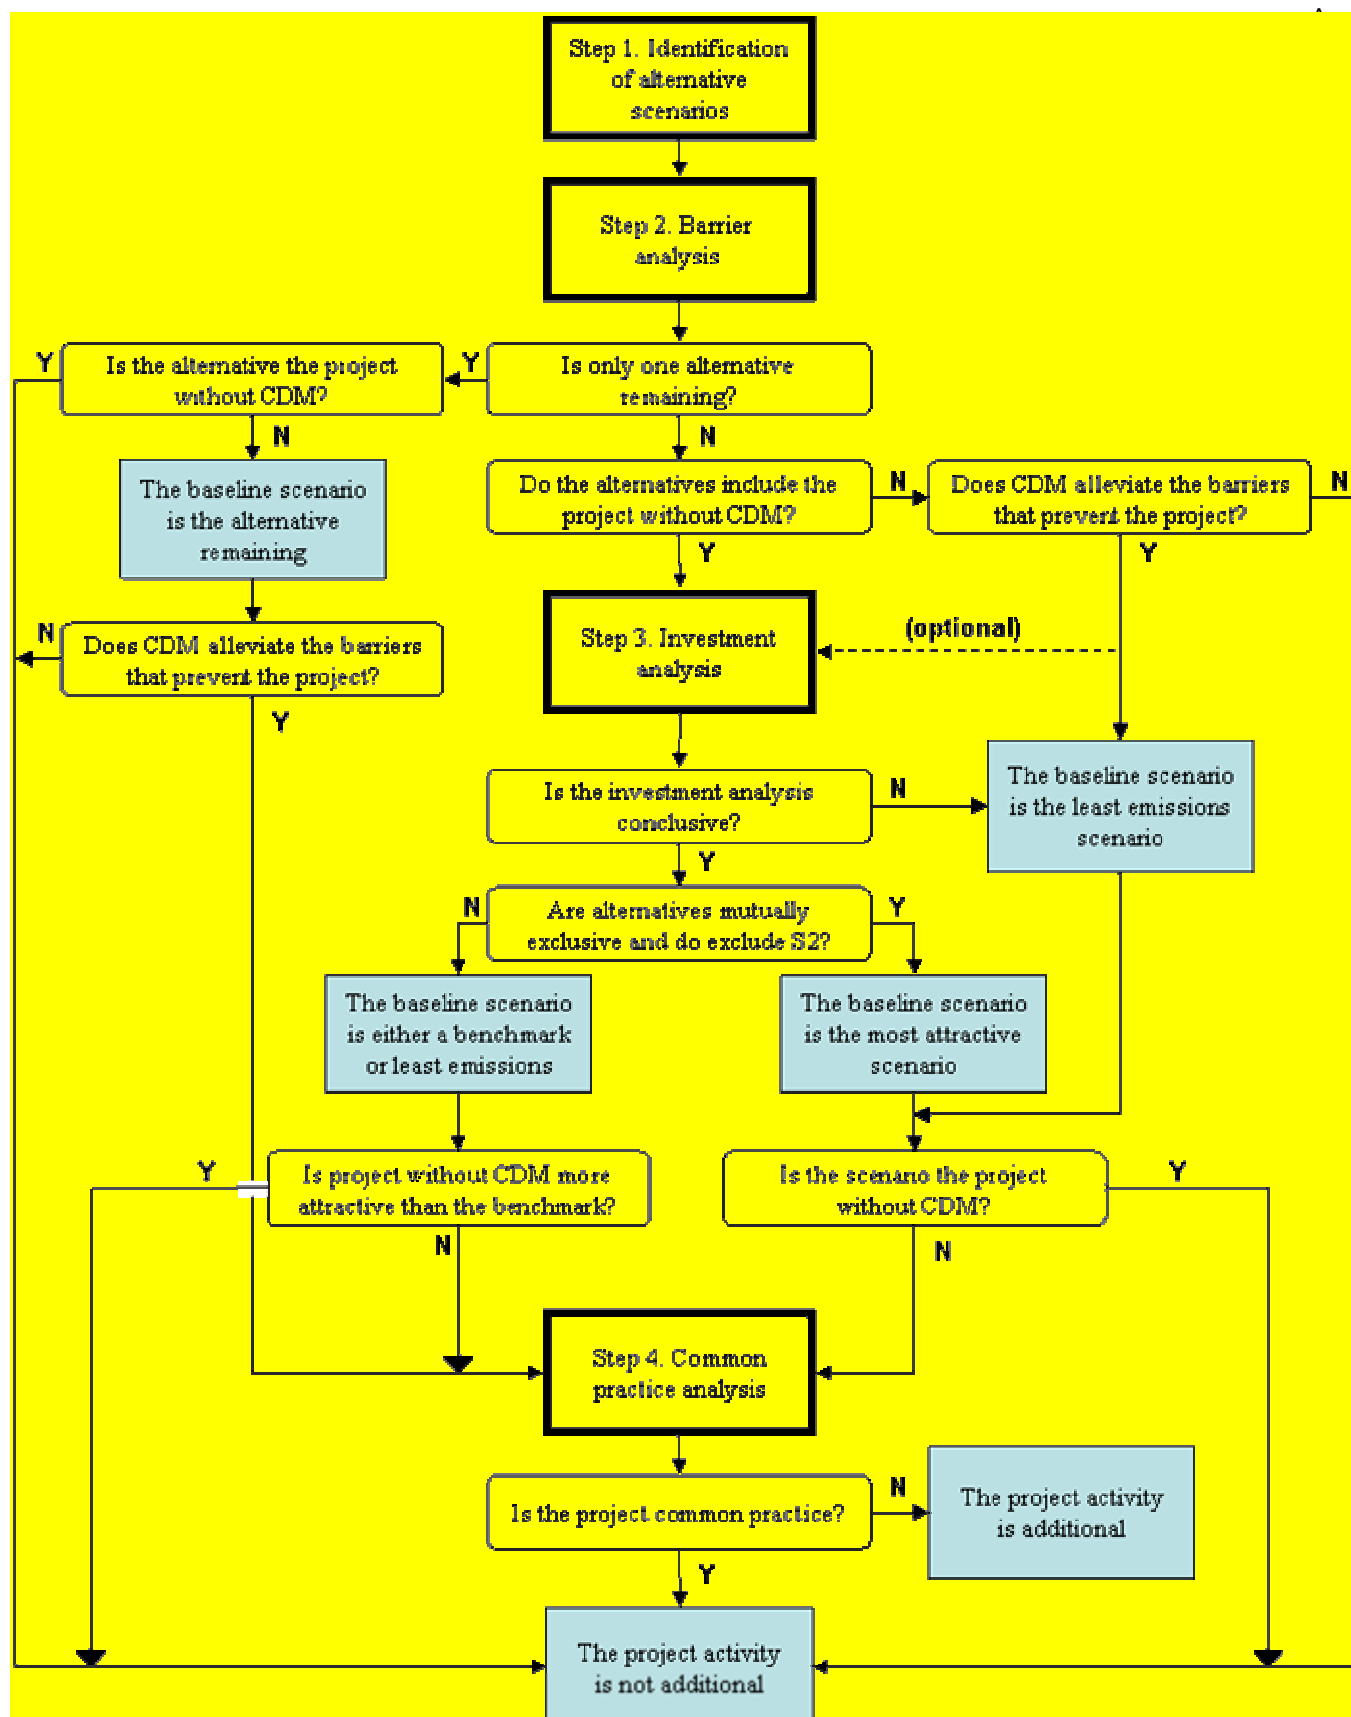 Step 1. Identification
of alternative
scenarios
Step 2. Barrier
analysis
Y
Is the alternative the project
without CDM?
Y
Is only one alternative
remaining?
N
N
The baseline scenario
is the alternative
remaining
Do the alternatives include the
project without CDM?
N
Does CDM alleviate the barriers
that prevent the project?
N
Y
Y
N
Does CDM alleviate the barriers
that prevent the project?
Y
Step 3. Investment
analysis
(optional)
Is the investment analysis
conclusive?
N
The baseline scenario
is the least emissions
scenario
Y
N
Are alternatives mutually
exclusive and do exclude S2?
Y
The baseline scenario
is either a benchmark
or least emissions
The baseline scenario
is the most attractive
scenario
Y
Is project without CDM more
attractive than the benchmark?
Is the scenario the project
without CDM?
Y
N
N
Step 4. Common
practice analysis
Is the project common practice?
N
The project activity
is additional
Y
The project activity
is not additional